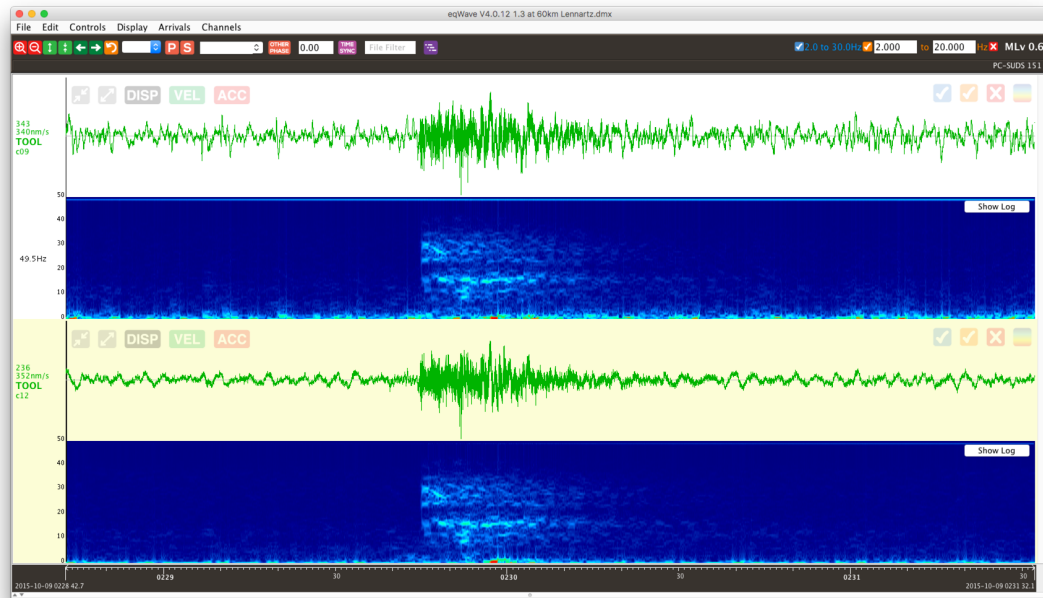 eqWave V4.0.12 1.3 at 60km Lennartz.dmx
File Edit Controls Display Arrivals Channels
P S OTHER PHASE 0.00 TIME SYNC File Filter 2.0 to 30.0Hz 2.000 to 20.000 Hz MLv 0.6
PC-SUDS 151
DISP VEL ACC
343
340nm/s
TOOL
c09
50
Show Log
40
30
49.5Hz
20
10
0
DISP VEL ACC
236
352nm/s
TOOL
c12
50
Show Log
40
30
20
10
0
0229 30 0230 30 0231 30
2015-10-09 0228 42.7 2015-10-09 0231 32.1